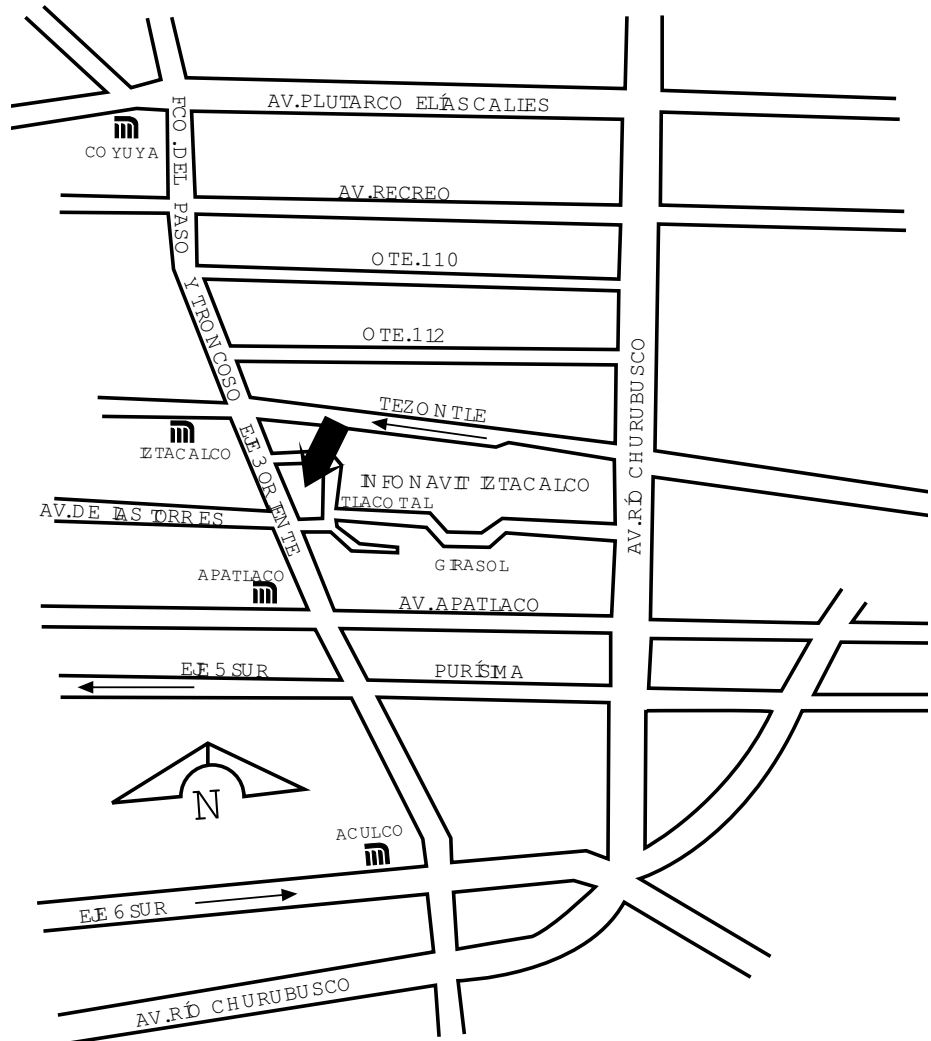 AV. PLUTARCO ELÍAS CALIES
FCO. DEL PASO Y TRONCOSO EJE 3 ORIENTE
COYUYA
AV. RECREO
OTE. 110
OTE. 112
AV. RÍO CHURUBUSCO
TEZONTLE
IZTACALCO
INFONAVIT IZTACALCO
TLACOTAL
AV. DE LAS TORRES
GIRASOL
APATLACO
AV. APATLACO
EJE 5 SUR
PURÍSIMA
N
ACULCO
EJE 6 SUR
AV. RÍO CHURUBUSCO